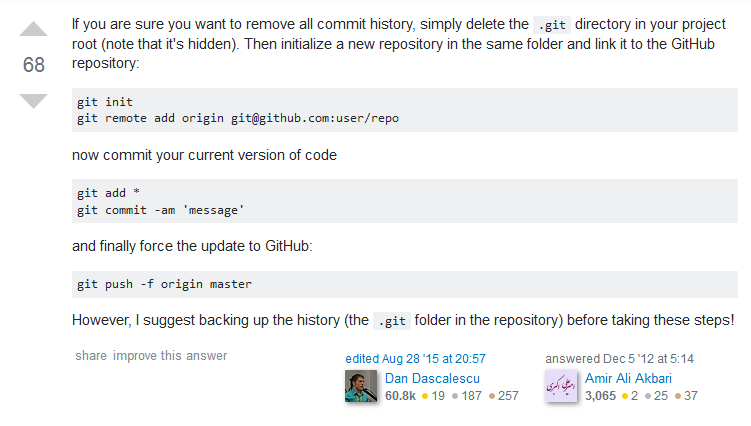 If you are sure you want to remove all commit history, simply delete the .git directory in your project
root (note that it's hidden). Then initialize a new repository in the same folder and link it to the GitHub
68
repository:
git init
git remote add origin git@github.com:user/repo
now commit your current version of code
git add *
git commit -am 'message'
and finally force the update to GitHub:
git push -f origin master
However, I suggest backing up the history (the .git folder in the repository) before taking these steps!
share improve this answer
edited Aug 28 '15 at 20:57
Dan Dascalescu
60.8k 19 187 257
answered Dec 5 '12 at 5:14
Amir Ali Akbari
3,065 2 25 37